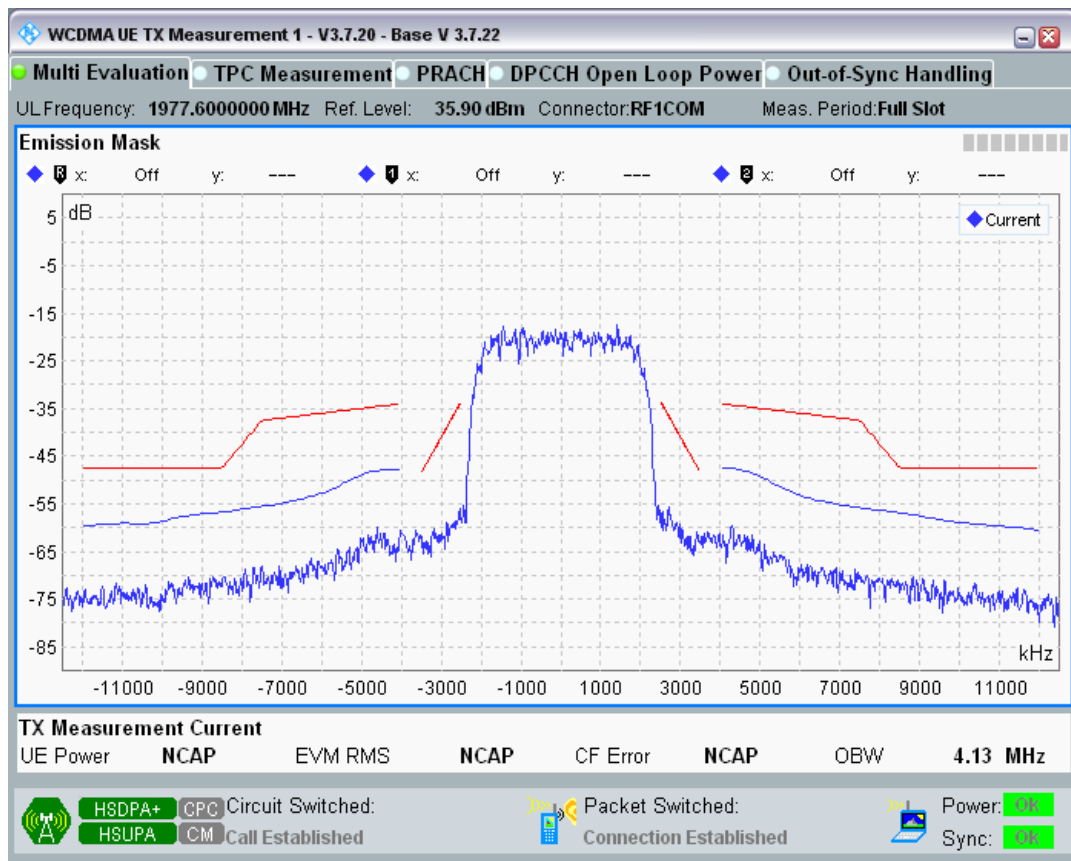 WCDMA UE TX Measurement 1 - V3.7.20 - Base V 3.7.22
Multi Evaluation TPC Measurement PRACH DPCCH Open Loop Power Out-of-Sync Handling
UL Frequency: 1977.6000000 MHz Ref. Level: 35.90 dBm Connector:RF1COM Meas. Period:Full Slot
Emission Mask
R x: Off y: --- 1 x: Off y: --- 2 x: Off y: ---
dB
Current
5
-5
-15
-25
-35
-45
-55
-65
-75
-85
kHz
-11000 -9000 -7000 -5000 -3000 -1000 1000 3000 5000 7000 9000 11000
TX Measurement Current
UE Power NCAP EVM RMS NCAP CF Error NCAP OBW 4.13 MHz
HSDPA+ CPC Circuit Switched: Packet Switched: Power: OK
HSUPA CM Call Established Connection Established Sync: OK